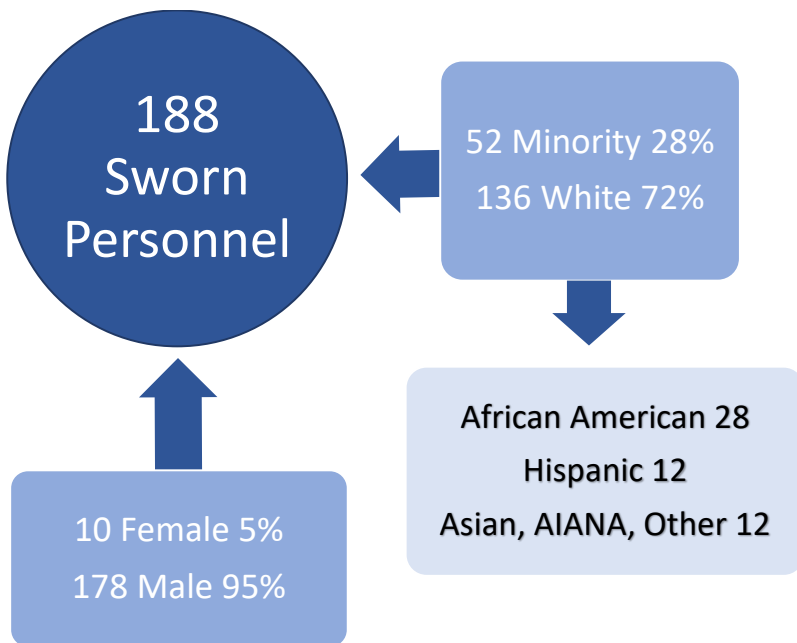 188
Sworn
Personnel
52 Minority 28%
136 White 72%
African American 28
Hispanic 12
Asian, AIANA, Other 12
10 Female 5%
178 Male 95%